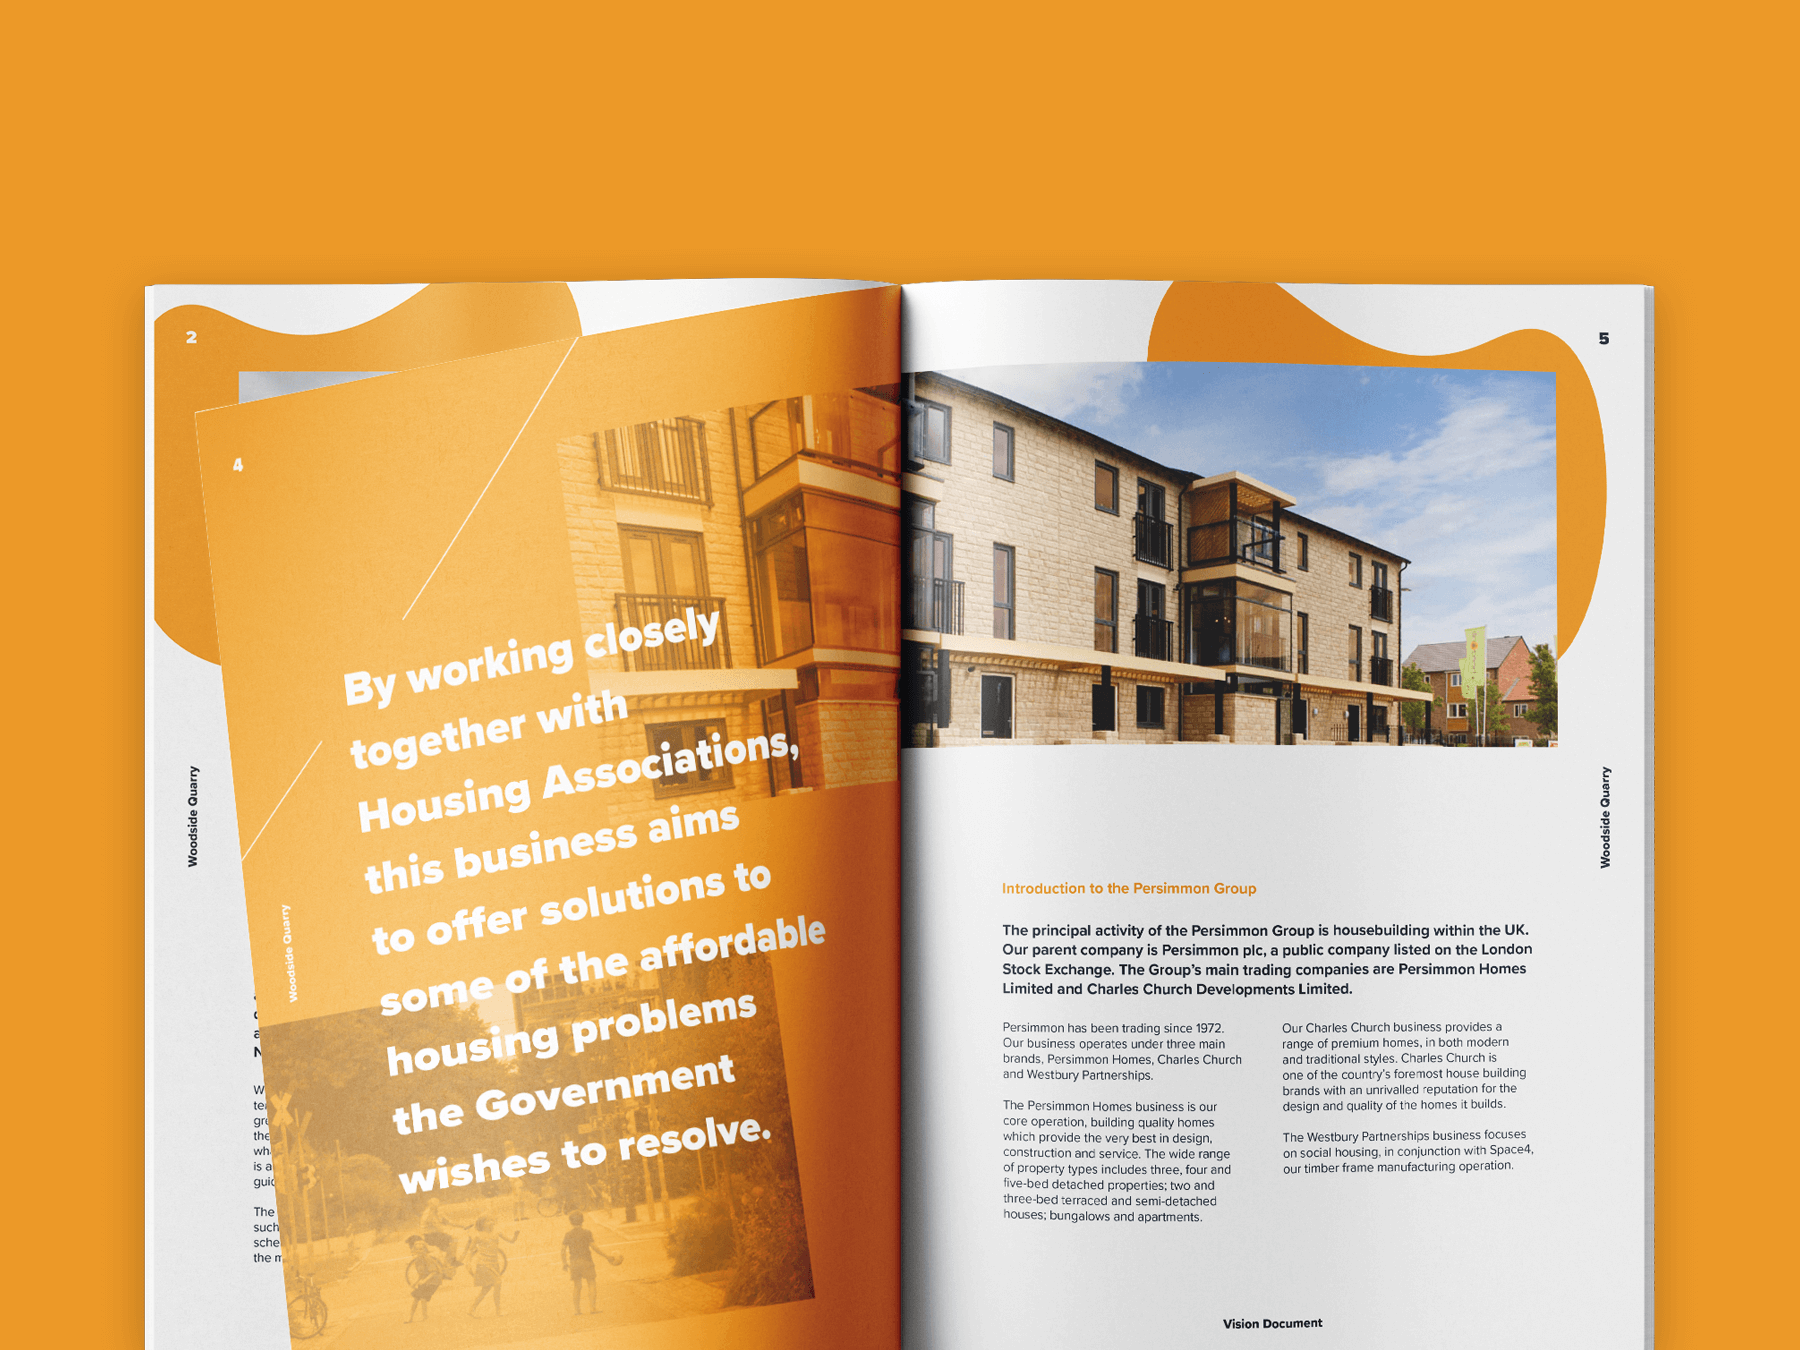 2
Woodside Quarry
4
Woodside Quarry
By working closely
together with
Housing Associations,
this business aims
to offer solutions to
some of the affordable
housing problems
the Government
wishes to resolve.
The
such
the m
5
Woodside Quarry
Introduction to the Persimmon Group
The principal activity of the Persimmon Group is housebuilding within the UK.
Our parent company is Persimmon plc, a public company listed on the London
Stock Exchange. The Group's main trading companies are Persimmon Homes
Limited and Charles Church Developments Limited.
Persimmon has been trading since 1972.
Our business operates under three main
brands, Persimmon Homes, Charles Church
and Westbury Partnerships.
The Persimmon Homes business is our
core operation, building quality homes
which provide the very best in design,
construction and service. The wide range
of property types includes three, four and
five-bed detached properties; two and
three-bed terraced and semi-detached
houses; bungalows and apartments.
Our Charles Church business provides a
range of premium homes, in both modern
and traditional styles. Charles Church is
one of the country's foremost house building
brands with an unrivalled reputation for the
design and quality of the homes it builds.
The Westbury Partnerships business focuses
on social housing, in conjunction with Space4,
our timber frame manufacturing operation.
Vision Document